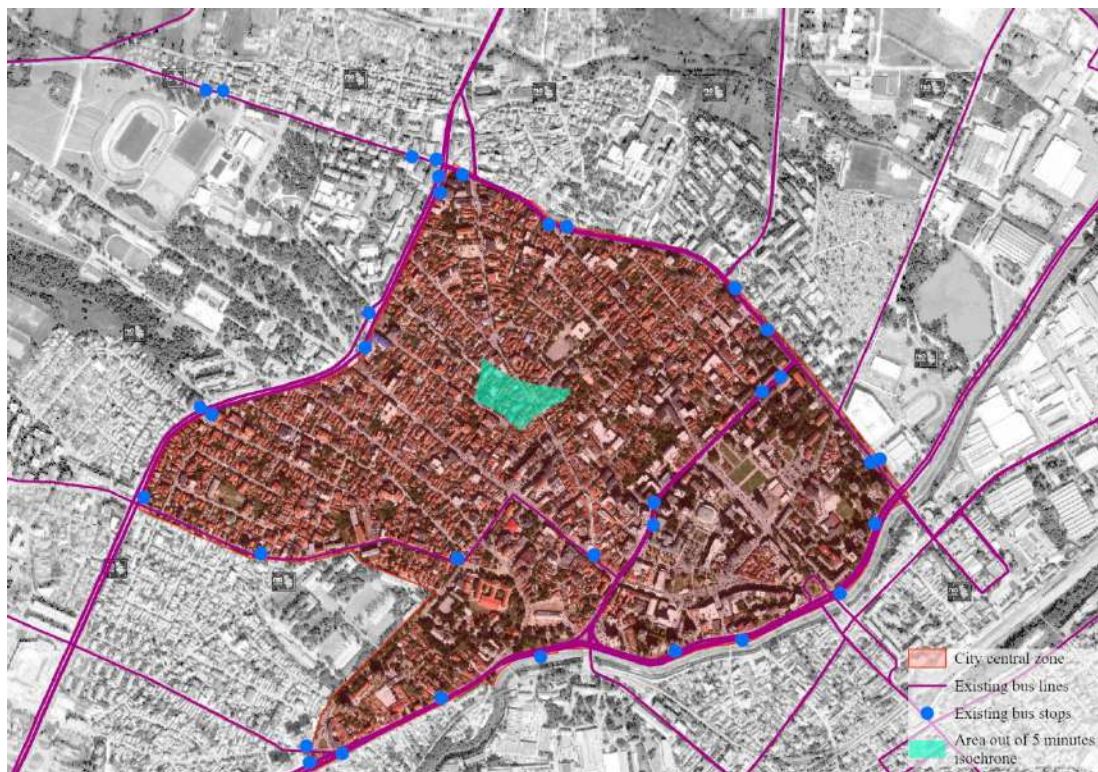 City central zone
Existing bus lines
Existing bus stops
Area out of 5 minutes
isochrone